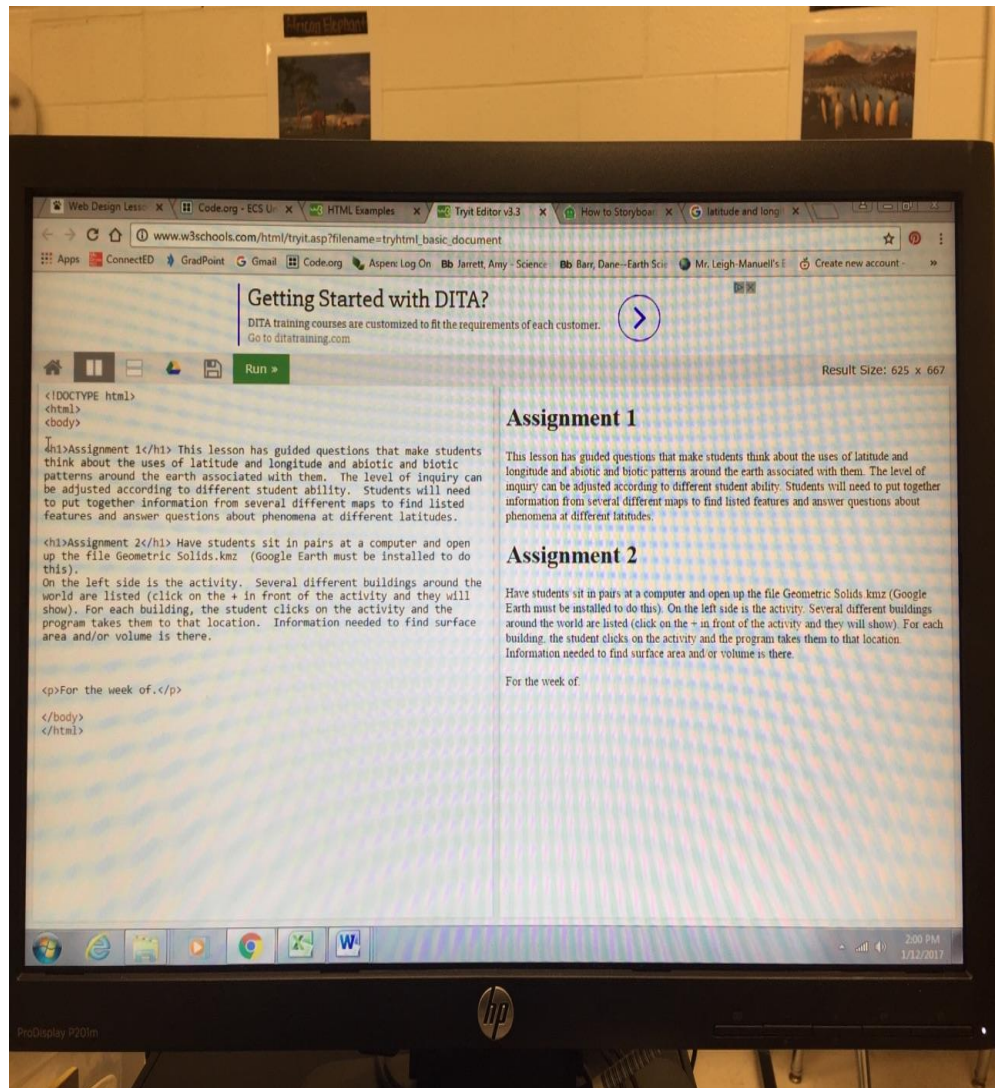 African Elephant
Web Design Less
Code.org - ECS Un
HTML Examples
Tryit Editor v3.3
How to Storyboar
latitude and longi
www.w3schools.com/html/tryit.asp?filename=tryhtml_basic_document
Apps ConnectED GradPoint Gmail Code.org Aspen: Log On Bb Jarrett, Amy - Science Bb Barr, Dane--Earth Scie Mr. Leigh-Manuell's E Create new account - »
Getting Started with DITA?
DITA training courses are customized to fit the requirements of each customer.
Go to ditatraining.com
Run »
Result Size: 625 x 667
<!DOCTYPE html>
<html>
<body>
<h1>Assignment 1</h1> This lesson has guided questions that make students
think about the uses of latitude and longitude and abiotic and biotic
patterns around the earth associated with them.  The level of inquiry can
be adjusted according to different student ability.  Students will need
to put together information from several different maps to find listed
features and answer questions about phenomena at different latitudes.
<h1>Assignment 2</h1> Have students sit in pairs at a computer and open
up the file Geometric Solids.kmz  (Google Earth must be installed to do
this).
On the left side is the activity.  Several different buildings around the
world are listed (click on the + in front of the activity and they will
show). For each building, the student clicks on the activity and the
program takes them to that location.  Information needed to find surface
area and/or volume is there.
<p>For the week of.</p>
</body>
</html>
Assignment 1
This lesson has guided questions that make students think about the uses of latitude and
longitude and abiotic and biotic patterns around the earth associated with them. The level of
inquiry can be adjusted according to different student ability. Students will need to put together
information from several different maps to find listed features and answer questions about
phenomena at different latitudes.
Assignment 2
Have students sit in pairs at a computer and open up the file Geometric Solids.kmz (Google
Earth must be installed to do this). On the left side is the activity. Several different buildings
around the world are listed (click on the + in front of the activity and they will show). For each
building, the student clicks on the activity and the program takes them to that location.
Information needed to find surface area and/or volume is there.
For the week of.
2:00 PM
1/12/2017
hp
ProDisplay P201m